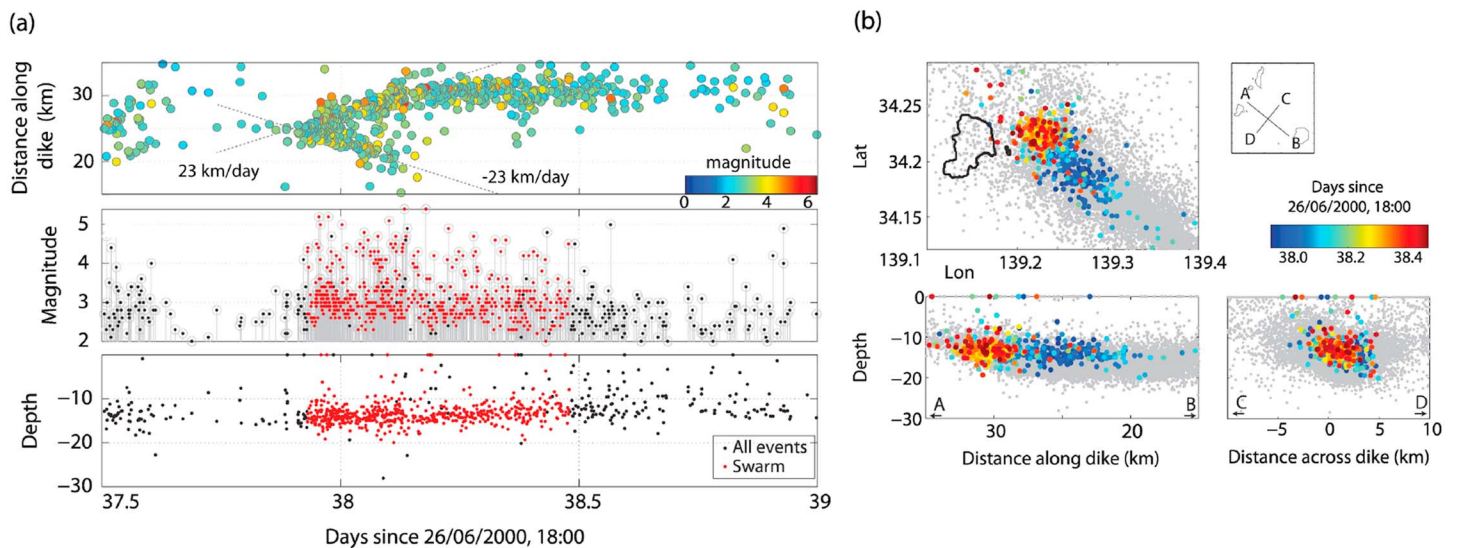 (a)
Distance along
dike (km)
30
20
23 km/day
-23 km/day
magnitude
0 2 4 6
Magnitude
5
4
3
2
Depth
−10
−20
−30
All events
Swarm
37.5 38 38.5 39
Days since 26/06/2000, 18:00
(b)
Lat
34.25
34.2
34.15
34.1
139.1 139.2 139.3 139.4
Lon
A C
D B
Days since
26/06/2000, 18:00
38.0 38.2 38.4
Depth
0
−10
−20
−30
A B
30 20
Distance along dike (km)
C D
−5 0 5 10
Distance across dike (km)